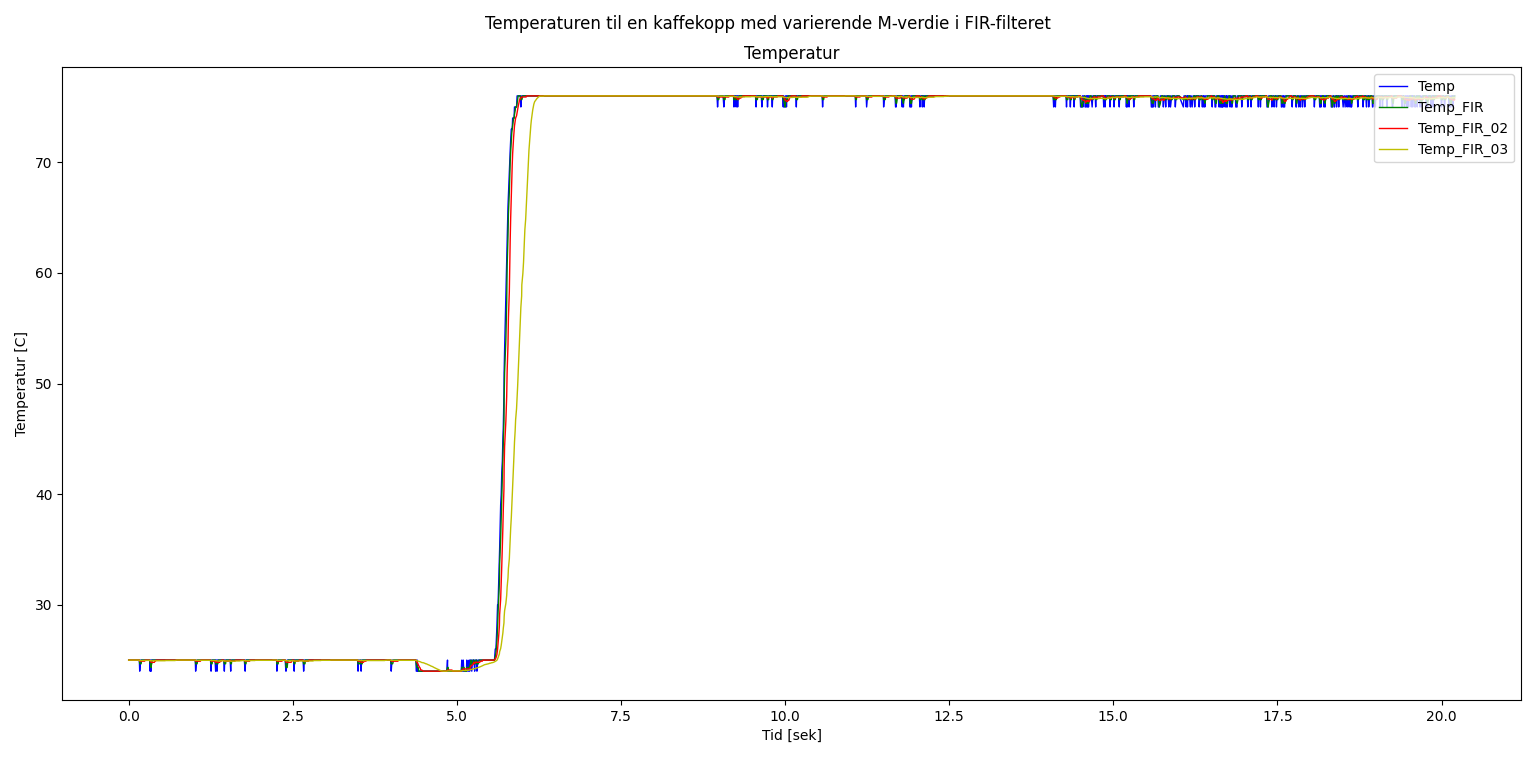 Temperaturen til en kaffekopp med varierende M-verdie i FIR-filteret
Temperatur
Temp
Temp_FIR
Temp_FIR_02
Temp_FIR_03
Temperatur [C]
70
60
50
40
30
0.0 2.5 5.0 7.5 10.0 12.5 15.0 17.5 20.0
Tid [sek]